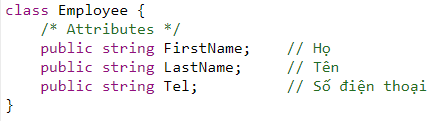 class Employee {
    /* Attributes */
    public string FirstName;    // Họ
    public string LastName;     // Tên
    public string Tel;          // Số điện thoại
}